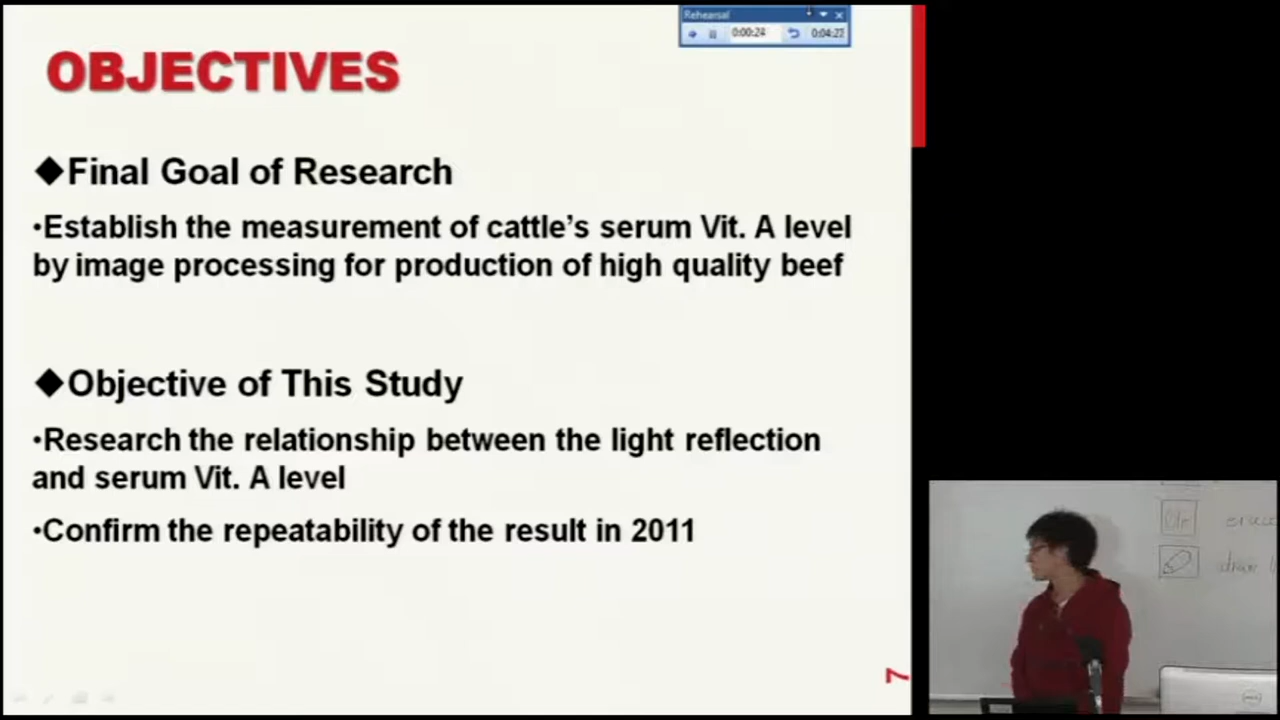 Rehearsal
0:00:24
0:04:22
OBJECTIVES
◆Final Goal of Research
•Establish the measurement of cattle's serum Vit. A level
by image processing for production of high quality beef
◆Objective of This Study
•Research the relationship between the light reflection
and serum Vit. A level
•Confirm the repeatability of the result in 2011
7